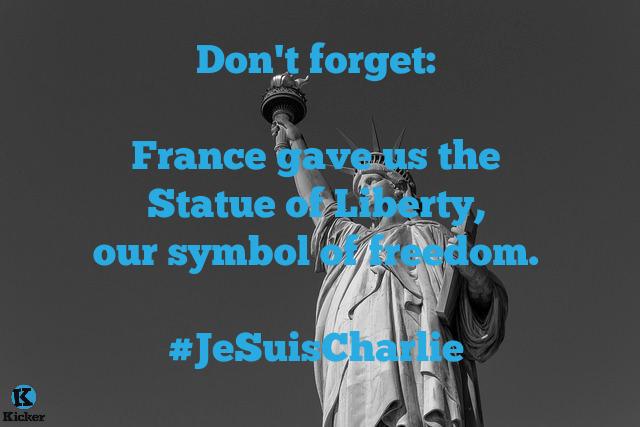 Don't forget:
France gave us the
Statue of Liberty,
our symbol of freedom.
#JeSuisCharlie
K
Kicker